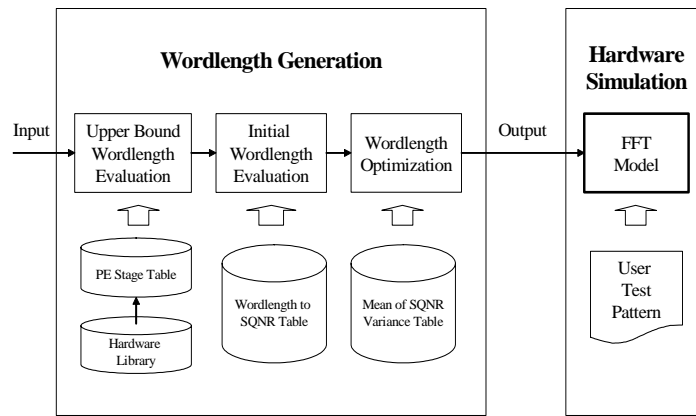 Wordlength Generation
Hardware
Simulation
Input
Upper Bound
Wordlength
Evaluation
Initial
Wordlength
Evaluation
Wordlength
Optimization
Output
FFT
Model
PE Stage Table
Hardware
Library
Wordlength to
SQNR Table
Mean of SQNR
Variance Table
User
Test
Pattern